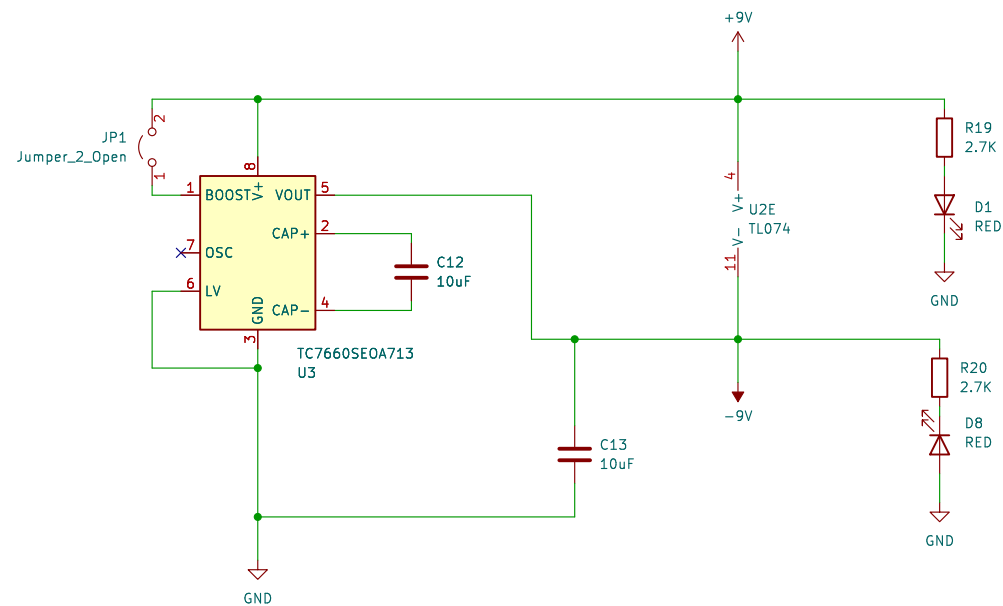 +9V
JP1
Jumper_2_Open
2
1
8
1
BOOST
V+
VOUT
5
CAP+
2
7
OSC
6
LV
GND
CAP-
4
3
TC7660SEOA713
U3
C12
10uF
4
V+
U2E
TL074
V-
11
R19
2.7K
D1
RED
GND
-9V
R20
2.7K
D8
RED
GND
C13
10uF
GND